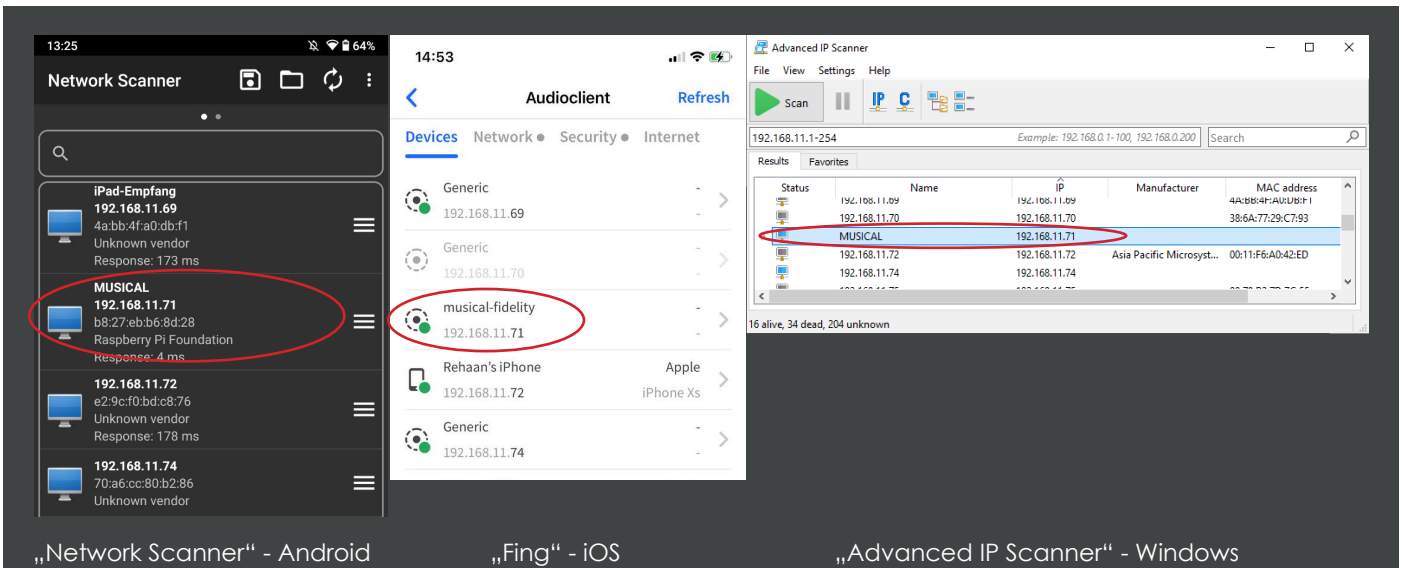 13:25
64%
Network Scanner
iPad-Empfang
192.168.11.69
4a:bb:4f:a0:db:f1
Unknown vendor
Response: 173 ms
MUSICAL
192.168.11.71
b8:27:eb:b6:8d:28
Raspberry Pi Foundation
Response: 4 ms
192.168.11.72
e2:9c:f0:bd:c8:76
Unknown vendor
Response: 178 ms
192.168.11.74
70:a6:cc:80:b2:86
Unknown vendor
14:53
Audioclient Refresh
Devices Network Security Internet
Generic -
192.168.11.69 -
Generic -
192.168.11.70 -
musical-fidelity -
192.168.11.71 -
Rehaan's iPhone Apple
192.168.11.72 iPhone Xs
Generic -
192.168.11.74 -
Advanced IP Scanner
File View Settings Help
Scan IP C
192.168.11.1-254 Example: 192.168.0.1-100, 192.168.0.200 Search
Results Favorites
Status Name IP Manufacturer MAC address
192.168.11.69 192.168.11.69 4A:BB:4F:A0:DB:F1
192.168.11.70 192.168.11.70 38:6A:77:29:C7:93
MUSICAL 192.168.11.71
192.168.11.72 192.168.11.72 Asia Pacific Microsyst... 00:11:F6:A0:42:ED
192.168.11.74 192.168.11.74
192.168.11.75 192.168.11.75
16 alive, 34 dead, 204 unknown
„Network Scanner“ - Android
„Fing“ - iOS
„Advanced IP Scanner“ - Windows